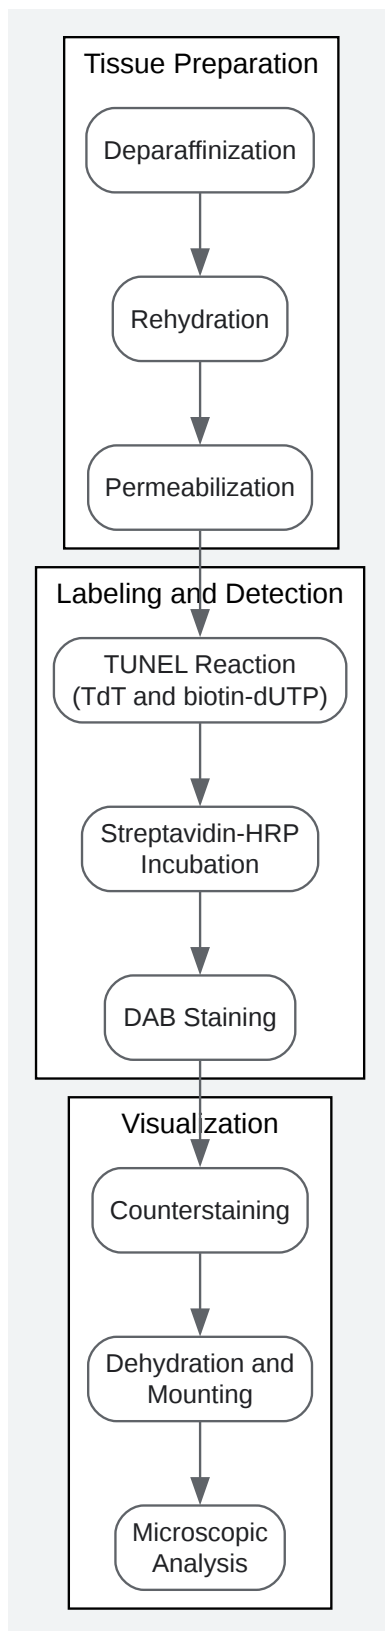 Tissue Preparation
Deparaffinization
Rehydration
Permeabilization
Labeling and Detection
TUNEL Reaction
(TdT and biotin-dUTP)
Streptavidin-HRP
Incubation
DAB Staining
Visualization
Counterstaining
Dehydration and
Mounting
Microscopic
Analysis